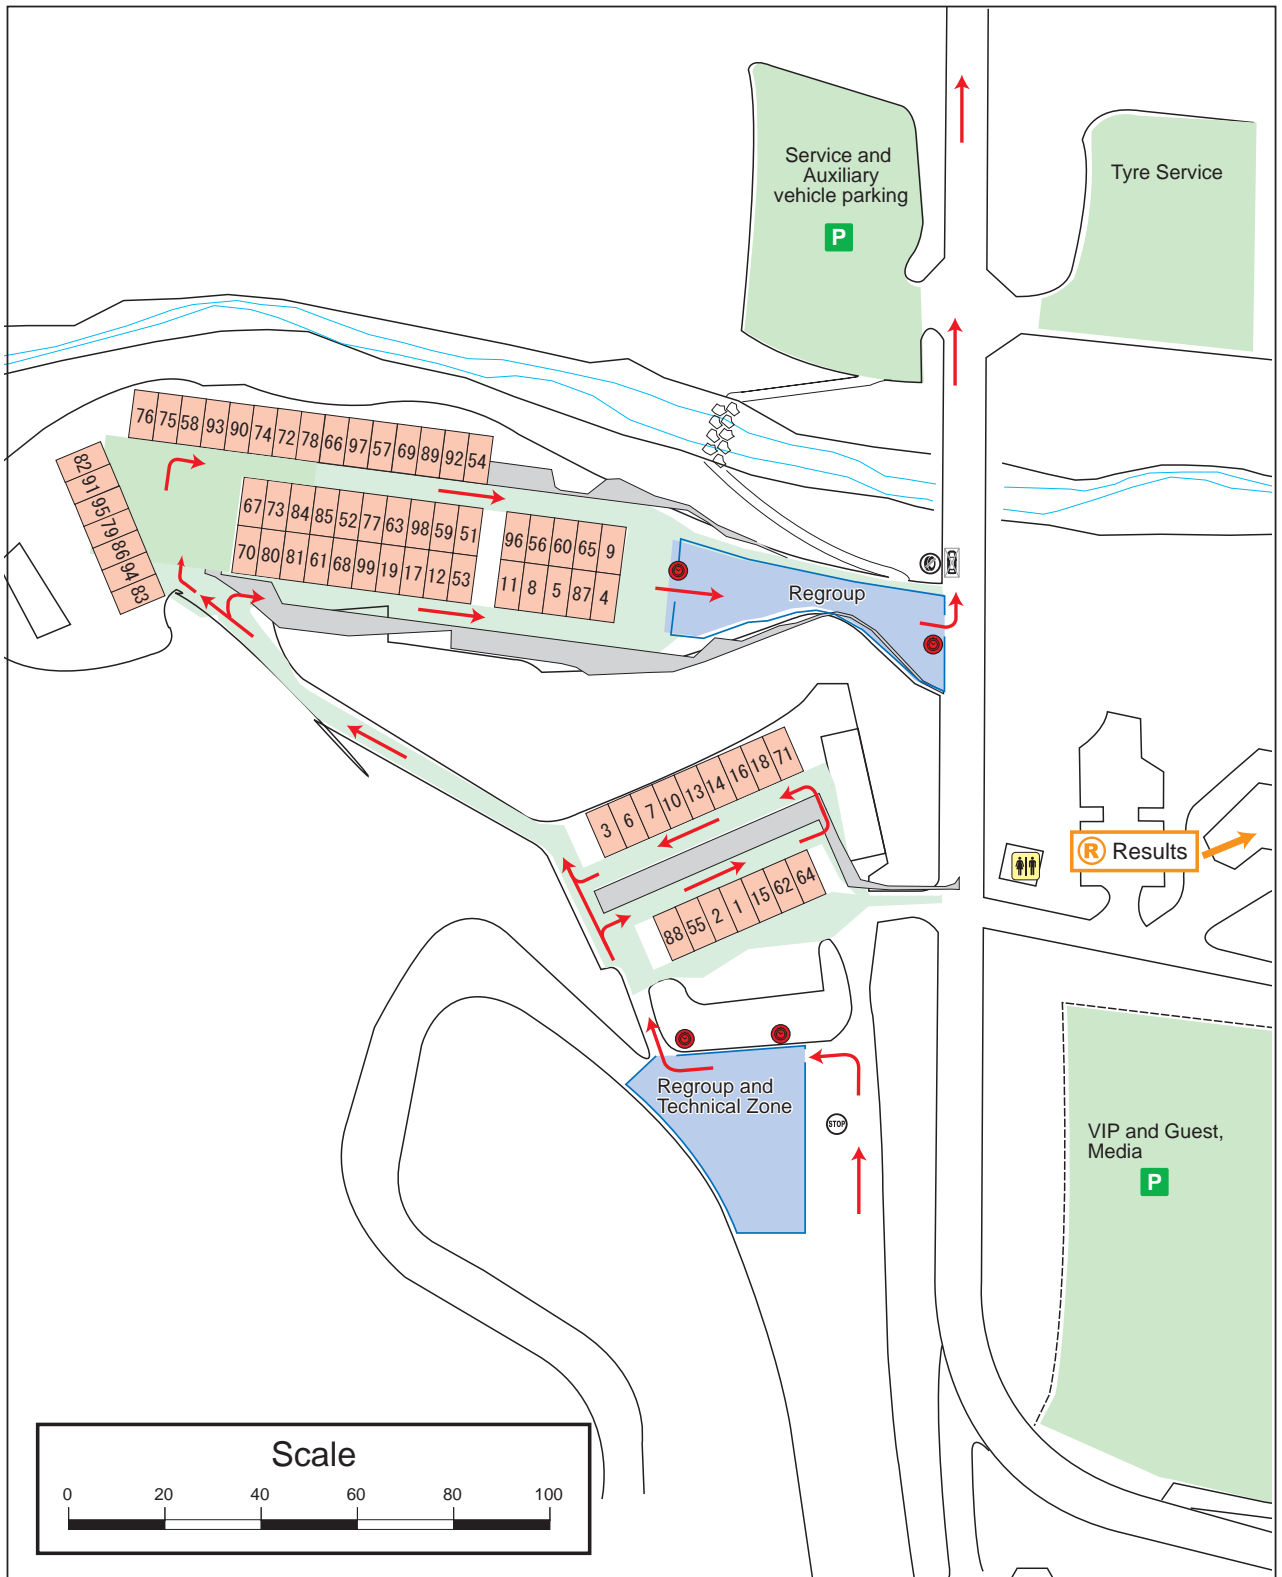 Service and
Auxiliary
vehicle parking
P
Tyre Service
76 75 58 93 90 74 72 78 66 97 57 69 89 92 54
82 91 95 79 86 94 83
67 73 84 85 52 77 63 98 59 51
70 80 81 61 68 99 19 17 12 53
96 56 60 65 9
11 8 5 87 4
Regroup
3 6 7 10 13 14 16 18 71
88 55 2 1 15 62 64
R Results
Regroup and
Technical Zone
STOP
VIP and Guest,
Media
P
Scale
0 20 40 60 80 100